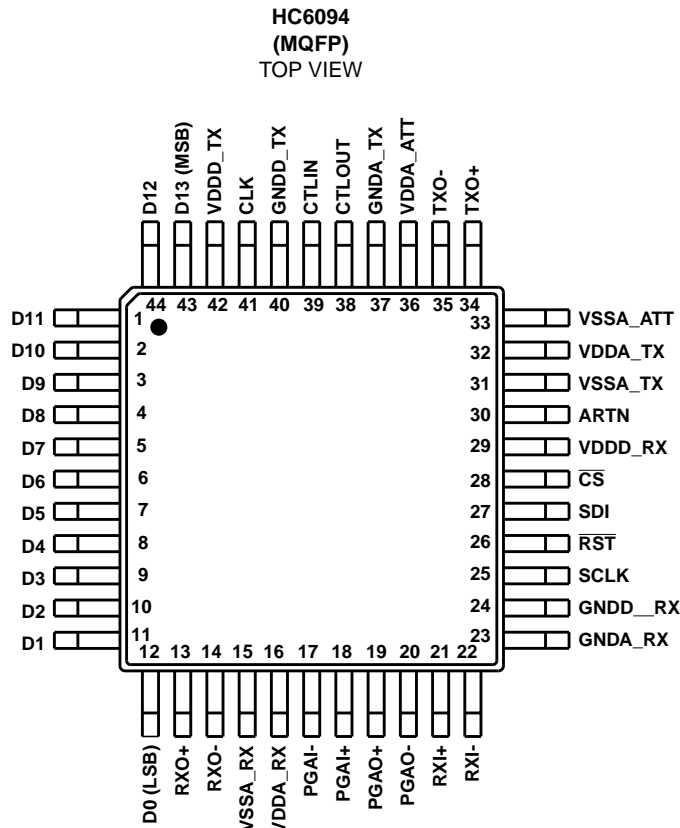 HC6094
(MQFP)
TOP VIEW
D12
D13 (MSB)
VDDD_TX
CLK
GNDD_TX
CTLIN
CTLOUT
GNDA_TX
VDDA_ATT
TXO-
TXO+
44 43 42 41 40 39 38 37 36 35 34
D11 1 33 VSSA_ATT
D10 2 32 VDDA_TX
D9 3 31 VSSA_TX
D8 4 30 ARTN
D7 5 29 VDDD_RX
D6 6 28 CS
D5 7 27 SDI
D4 8 26 RST
D3 9 25 SCLK
D2 10 24 GNDD__RX
D1 11 23 GNDA_RX
12 13 14 15 16 17 18 19 20 21 22
D0 (LSB)
RXO+
RXO-
VSSA_RX
VDDA_RX
PGAI-
PGAI+
PGAO+
PGAO-
RXI+
RXI-